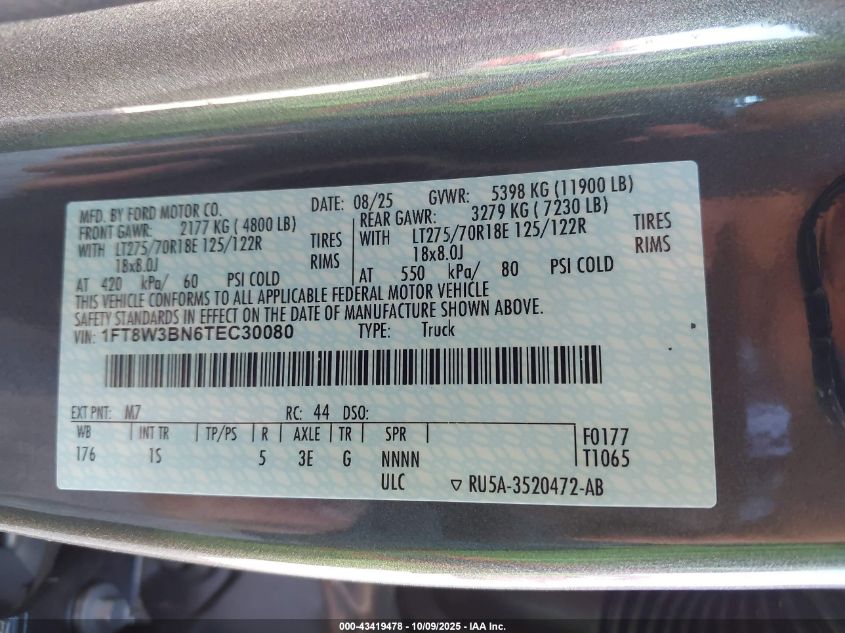 MFD. BY FORD MOTOR CO. DATE: 08/25 GVWR: 5398 KG (11900 LB)
FRONT GAWR: 2177 KG ( 4800 LB) REAR GAWR: 3279 KG ( 7230 LB)
WITH LT275/70R18E 125/122R TIRES WITH LT275/70R18E 125/122R TIRES
18x8.0J RIMS 18x8.0J RIMS
AT 420 kPa/ 60 PSI COLD AT 550 kPa/ 80 PSI COLD
THIS VEHICLE CONFORMS TO ALL APPLICABLE FEDERAL MOTOR VEHICLE
SAFETY STANDARDS IN EFFECT ON THE DATE OF MANUFACTURE SHOWN ABOVE.
VIN: 1FT8W3BN6TEC30080 TYPE: Truck
EXT PNT: M7 RC: 44 DSO:
WB INT TR TP/PS R AXLE TR SPR F0177
176 1S 5 3E G NNNN T1065
ULC ▽ RU5A-3520472-AB
000-43419478 - 10/09/2025 - IAA Inc.